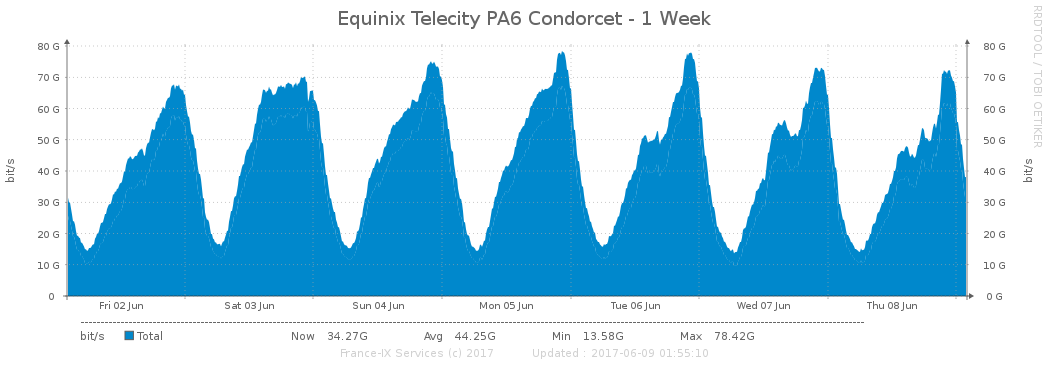 Equinix Telecity PA6 Condorcet - 1 Week
RRDTOOL / TOBI OETIKER
80 G 80 G
70 G 70 G
60 G 60 G
50 G 50 G
40 G 40 G
30 G 30 G
20 G 20 G
10 G 10 G
0 0 G
bit/s
bit/s
Fri 02 Jun Sat 03 Jun Sun 04 Jun Mon 05 Jun Tue 06 Jun Wed 07 Jun Thu 08 Jun
bit/s Total Now 34.27G Avg 44.25G Min 13.58G Max 78.42G
France-IX Services (c) 2017 Updated : 2017-06-09 01:55:10